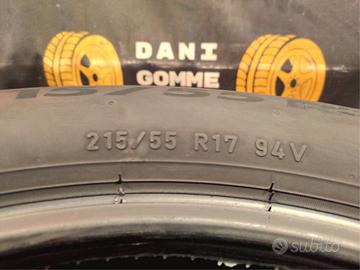 DANI
GOMME
215/55 R17 94V
subito